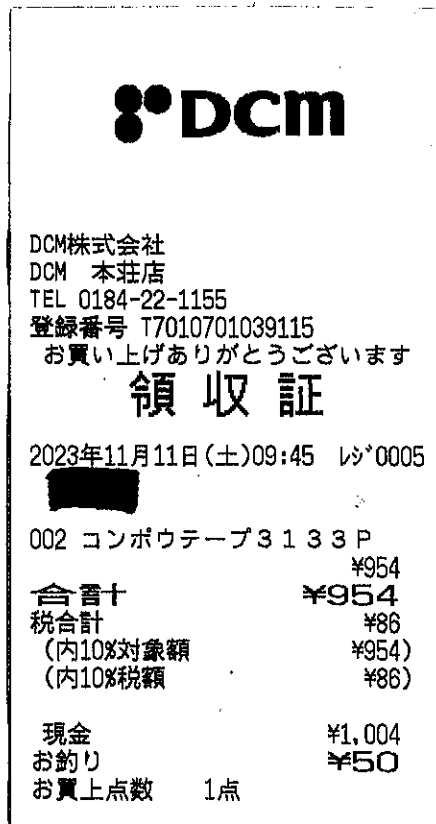 DCM
DCM株式会社
DCM 本荘店
TEL 0184-22-1155
登録番号 T7010701039115
お買い上げありがとうございます
領収証
2023年11月11日(土)09:45 ﾚｼﾞ0005
002 コンポウテープ3133P
¥954
合計 ¥954
税合計 ¥86
(内10%対象額 ¥954)
(内10%税額 ¥86)
現金 ¥1,004
お釣り ¥50
お買上点数 1点